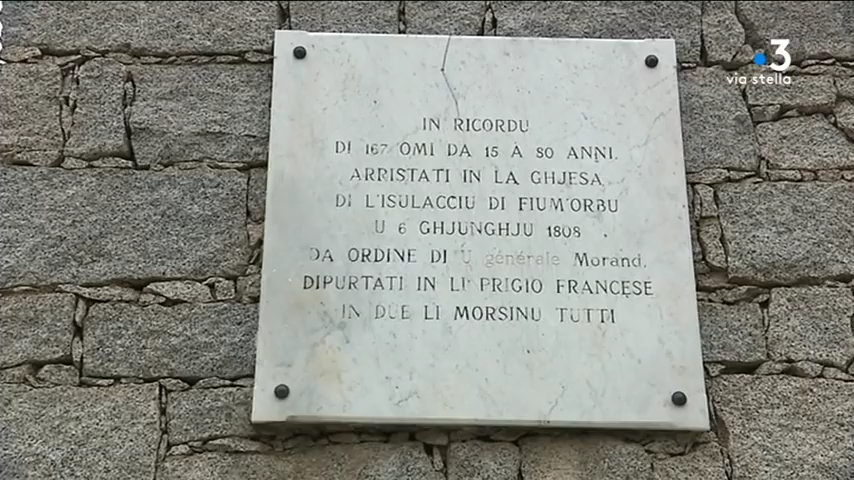 3
via stella
IN RICORDU
DI 167 OMI DA 15 À 80 ANNI.
ARRISTATI IN LA GHJESA
DI L'ISULACCIU DI FIUM'ORBU
U 6 GHJUNGHJU 1808
DA ORDINE DI U générale Morand.
DIPURTATI IN LI PRIGIO FRANCESE
IN DUE LI MORSINU TUTTI